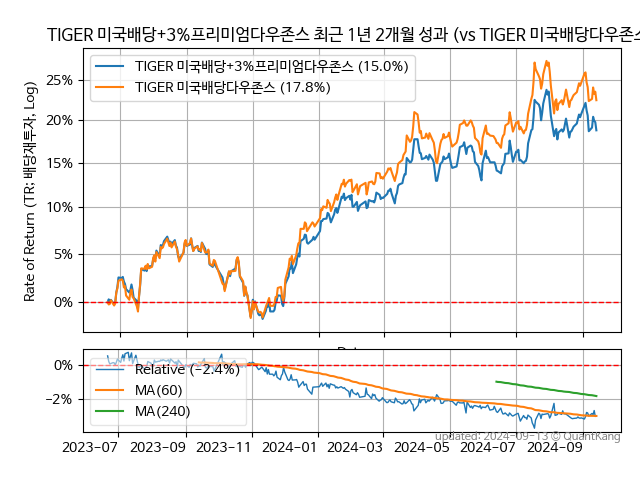 TIGER 미국배당+3%프리미엄다우존스 최근 1년 2개월 성과 (vs TIGER 미국배당다우존스
Rate of Return (TR: 배당재투자, Log)
25%
20%
15%
10%
5%
0%
TIGER 미국배당+3%프리미엄다우존스 (15.0%)
TIGER 미국배당다우존스 (17.8%)
0%
−2%
Relative (−2.4%)
MA(60)
MA(240)
2023-07 2023-09 2023-11 2024-01 2024-03 2024-05 2024-07 2024-09
updated: 2024-09-13 © QuantKang